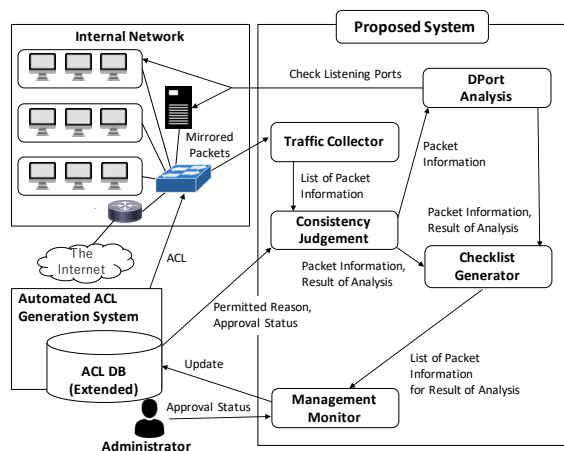 Internal Network
Proposed System
Check Listening Ports
DPort
Analysis
Mirrored
Packets
Traffic Collector
Packet
Information
List of Packet
Information
Consistency
Judgement
Packet Information,
Result of Analysis
Packet Information,
Result of Analysis
Checklist
Generator
The
Internet
ACL
Automated ACL
Generation System
Permitted Reason,
Approval Status
ACL DB
(Extended)
Update
List of Packet
Information
for Result of Analysis
Approval Status
Management
Monitor
Administrator